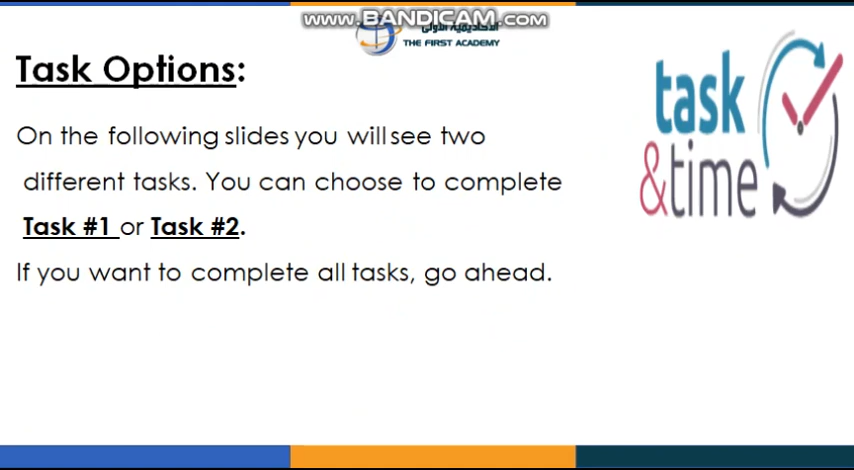 www.BANDICAM.com
الأكاديمية الأولى
THE FIRST ACADEMY
Task Options:
task
&time
On the following slides you will see two
different tasks. You can choose to complete
Task #1 or Task #2.
If you want to complete all tasks, go ahead.